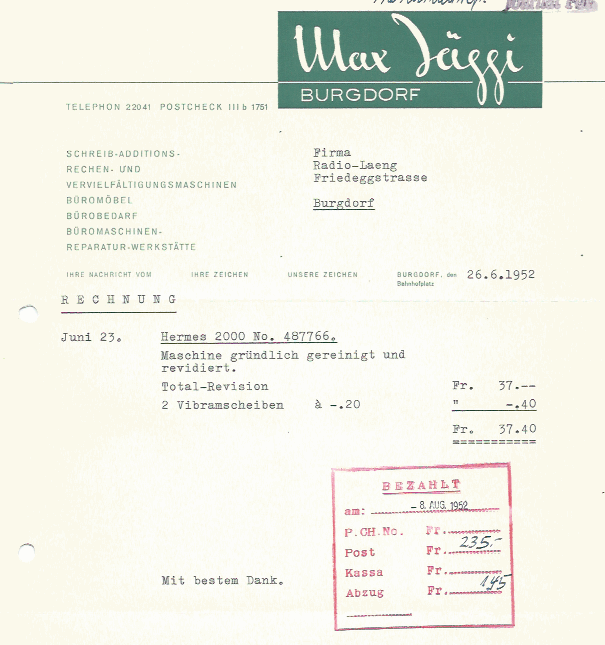 Max Jäggi
BURGDORF
TELEPHON 22041 POSTCHECK IIIb 1751
SCHREIB-ADDITIONS-
RECHEN- UND
VERVIELFÄLTIGUNGSMASCHINEN
BÜROMÖBEL
BÜROBEDARF
BÜROMASCHINEN-
REPARATUR-WERKSTÄTTE
Firma
Radio-Laeng
Friedeggstrasse
Burgdorf
IHRE NACHRICHT VOM IHRE ZEICHEN UNSERE ZEICHEN BURGDORF, den 26.6.1952
Bahnhofplatz
RECHNUNG
Juni 23. Hermes 2000 No. 487766.
Maschine gründlich gereinigt und
revidiert.
Total-Revision Fr. 37.--
2 Vibramscheiben à -.20 " -.40
Fr. 37.40
===========
BEZAHLT
am: - 8. AUG. 1952
P.CH.No. Fr.
Post Fr. 235.-
Kassa Fr.
Abzug Fr. 1.45
Mit bestem Dank.